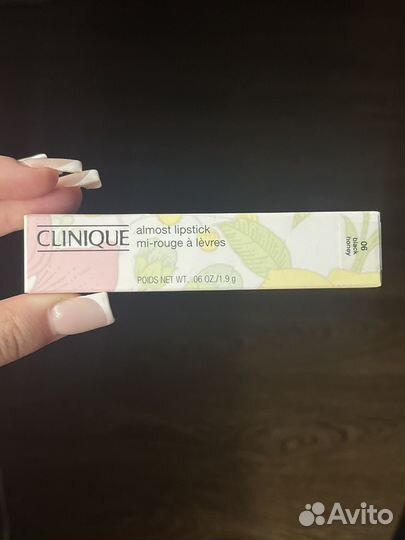 CLINIQUE
almost lipstick
mi-rouge à lèvres
POIDS NET WT. .06 OZ./1.9 g
06
black
honey
Avito